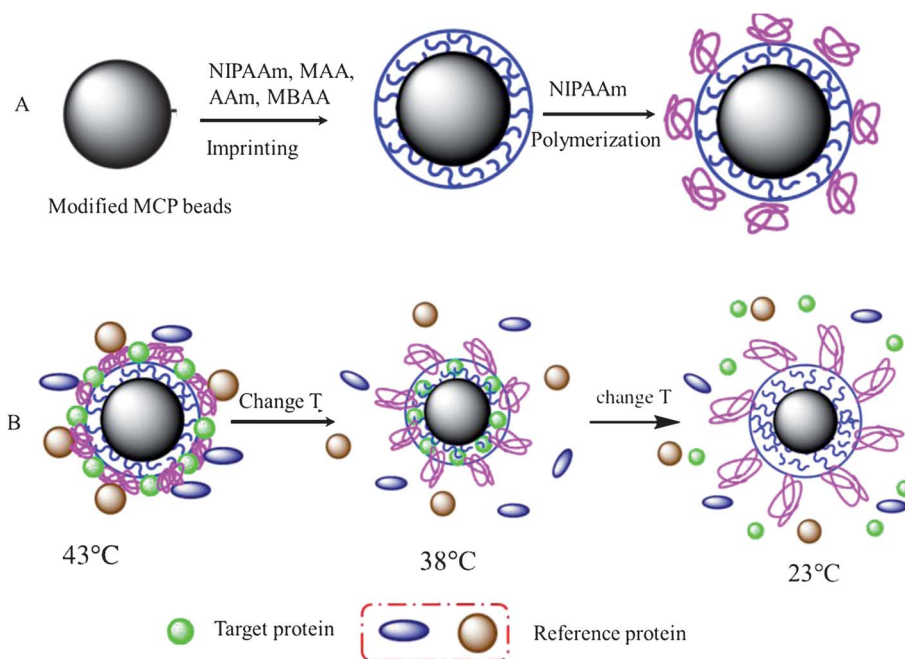 A
NIPAAm, MAA,
AAm, MBAA
Imprinting
NIPAAm
Polymerization
Modified MCP beads
B
Change T
change T
43°C
38°C
23°C
Target protein
Reference protein